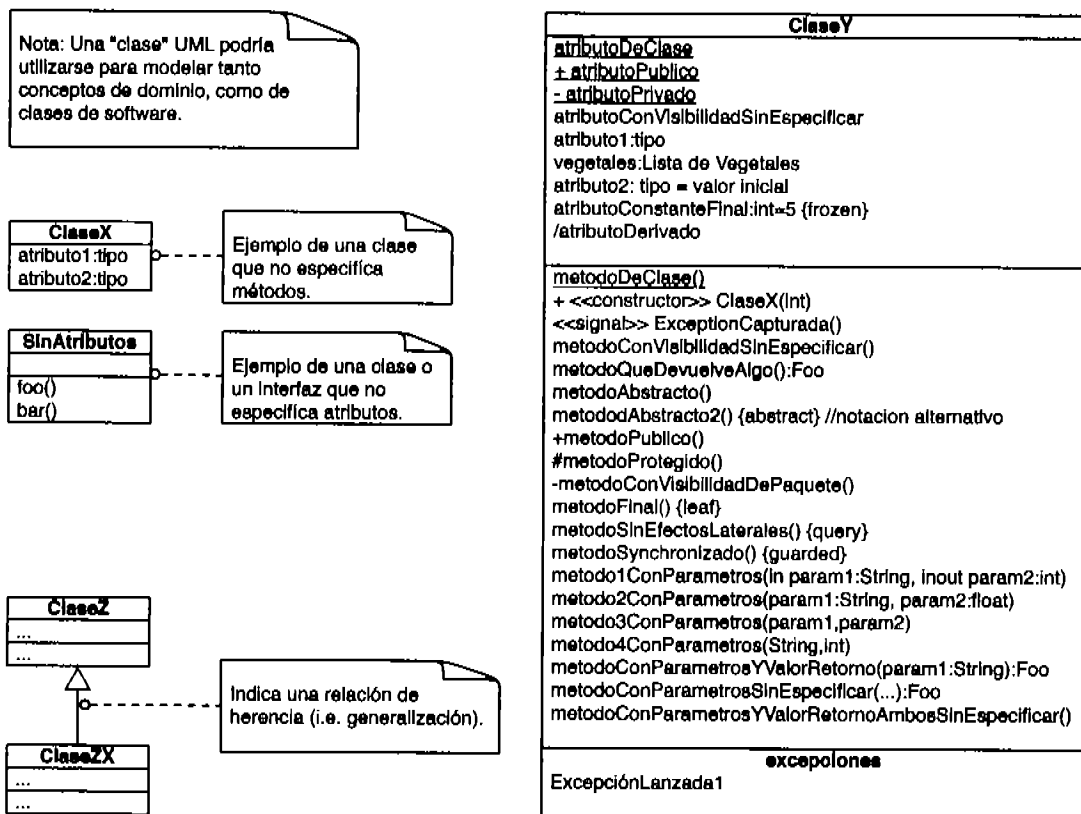 Nota: Una "clase" UML podría
utilizarse para modelar tanto
conceptos de dominio, como de
clases de software.
ClaseX
atributo1:tipo
atributo2:tipo
Ejemplo de una clase
que no especifica
métodos.
SinAtributos
foo()
bar()
Ejemplo de una clase o
un interfaz que no
especifica atributos.
ClaseZ
...
...
Indica una relación de
herencia (i.e. generalización).
ClaseZX
...
...
ClaseY
atributoDeClase
+ atributoPublico
- atributoPrivado
atributoConVisibilidadSinEspecificar
atributo1:tipo
vegetales:Lista de Vegetales
atributo2: tipo = valor inicial
atributoConstanteFinal:int=5 {frozen}
/atributoDerivado
metodoDeClase()
+ <<constructor>> ClaseX(Int)
<<signal>> ExceptionCapturada()
metodoConVisibilidadSinEspecificar()
metodoQueDevuelveAlgo():Foo
metodoAbstracto()
metododAbstracto2() {abstract} //notacion alternativo
+metodoPublico()
#metodoProtegido()
-metodoConVisibilidadDePaquete()
metodoFinal() {leaf}
metodoSinEfectosLaterales() {query}
metodoSynchronizado() {guarded}
metodo1ConParametros(in param1:String, inout param2:int)
metodo2ConParametros(param1:String, param2:float)
metodo3ConParametros(param1,param2)
metodo4ConParametros(String,int)
metodoConParametrosYValorRetorno(param1:String):Foo
metodoConParametrosSinEspecificar(...):Foo
metodoConParametrosYValorRetornoAmbosSinEspecificar()
excepciones
ExcepciónLanzada1